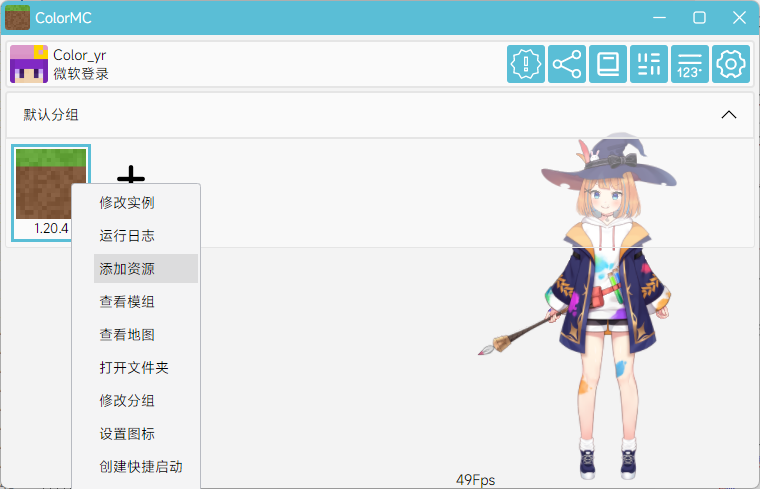 ColorMC
Color_yr
微软登录
123
默认分组
1.20.4
修改实例
运行日志
添加资源
查看模组
查看地图
打开文件夹
修改分组
设置图标
创建快捷启动
49Fps